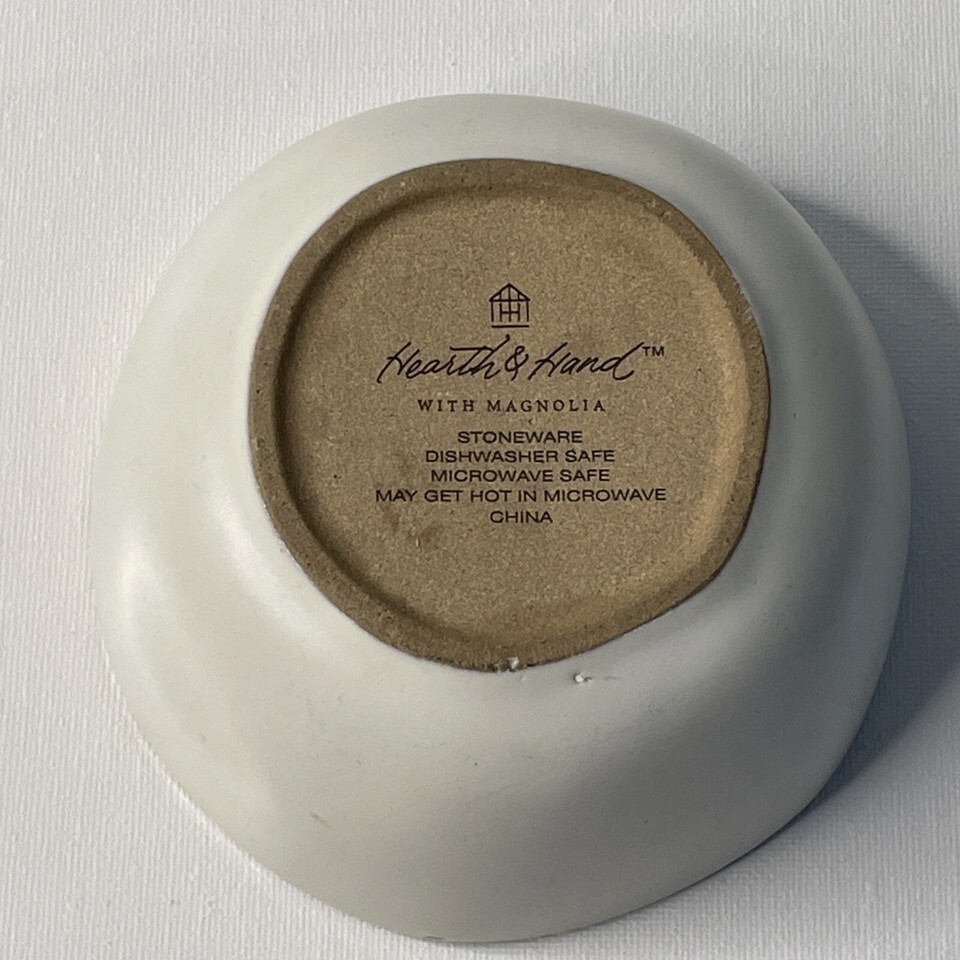 Hearth & Hand™
WITH MAGNOLIA
STONEWARE
DISHWASHER SAFE
MICROWAVE SAFE
MAY GET HOT IN MICROWAVE
CHINA